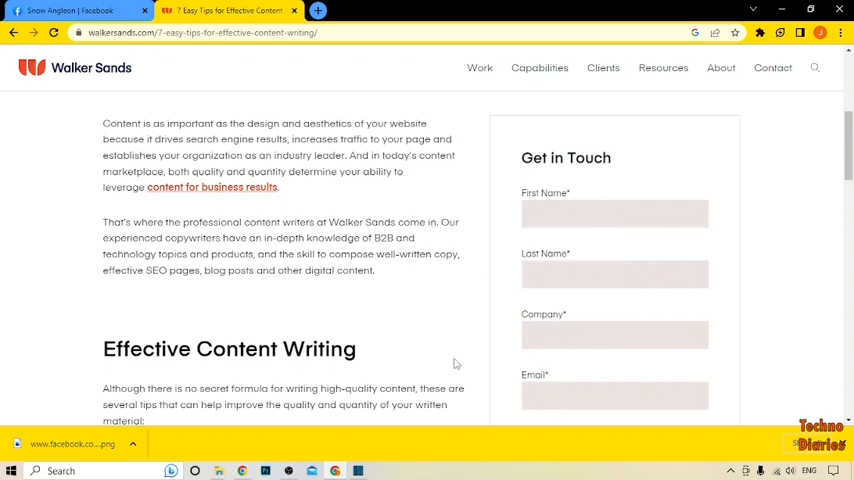 Snow Angleon | Facebook
7 Easy Tips for Effective Content
walkersands.com/7-easy-tips-for-effective-content-writing/
Walker Sands
Work
Capabilities
Clients
Resources
About
Contact
Content is as important as the design and aesthetics of your website
because it drives search engine results, increases traffic to your page and
establishes your organization as an industry leader. And in today's content
marketplace, both quality and quantity determine your ability to
leverage content for business results.
That's where the professional content writers at Walker Sands come in. Our
experienced copywriters have an in-depth knowledge of B2B and
technology topics and products, and the skill to compose well-written copy,
effective SEO pages, blog posts and other digital content.
Effective Content Writing
Although there is no secret formula for writing high-quality content, these are
several tips that can help improve the quality and quantity of your written
material:
Get in Touch
First Name*
Last Name*
Company*
Email*
www.facebook.co....png
Techno
Diaries
Search
ENG